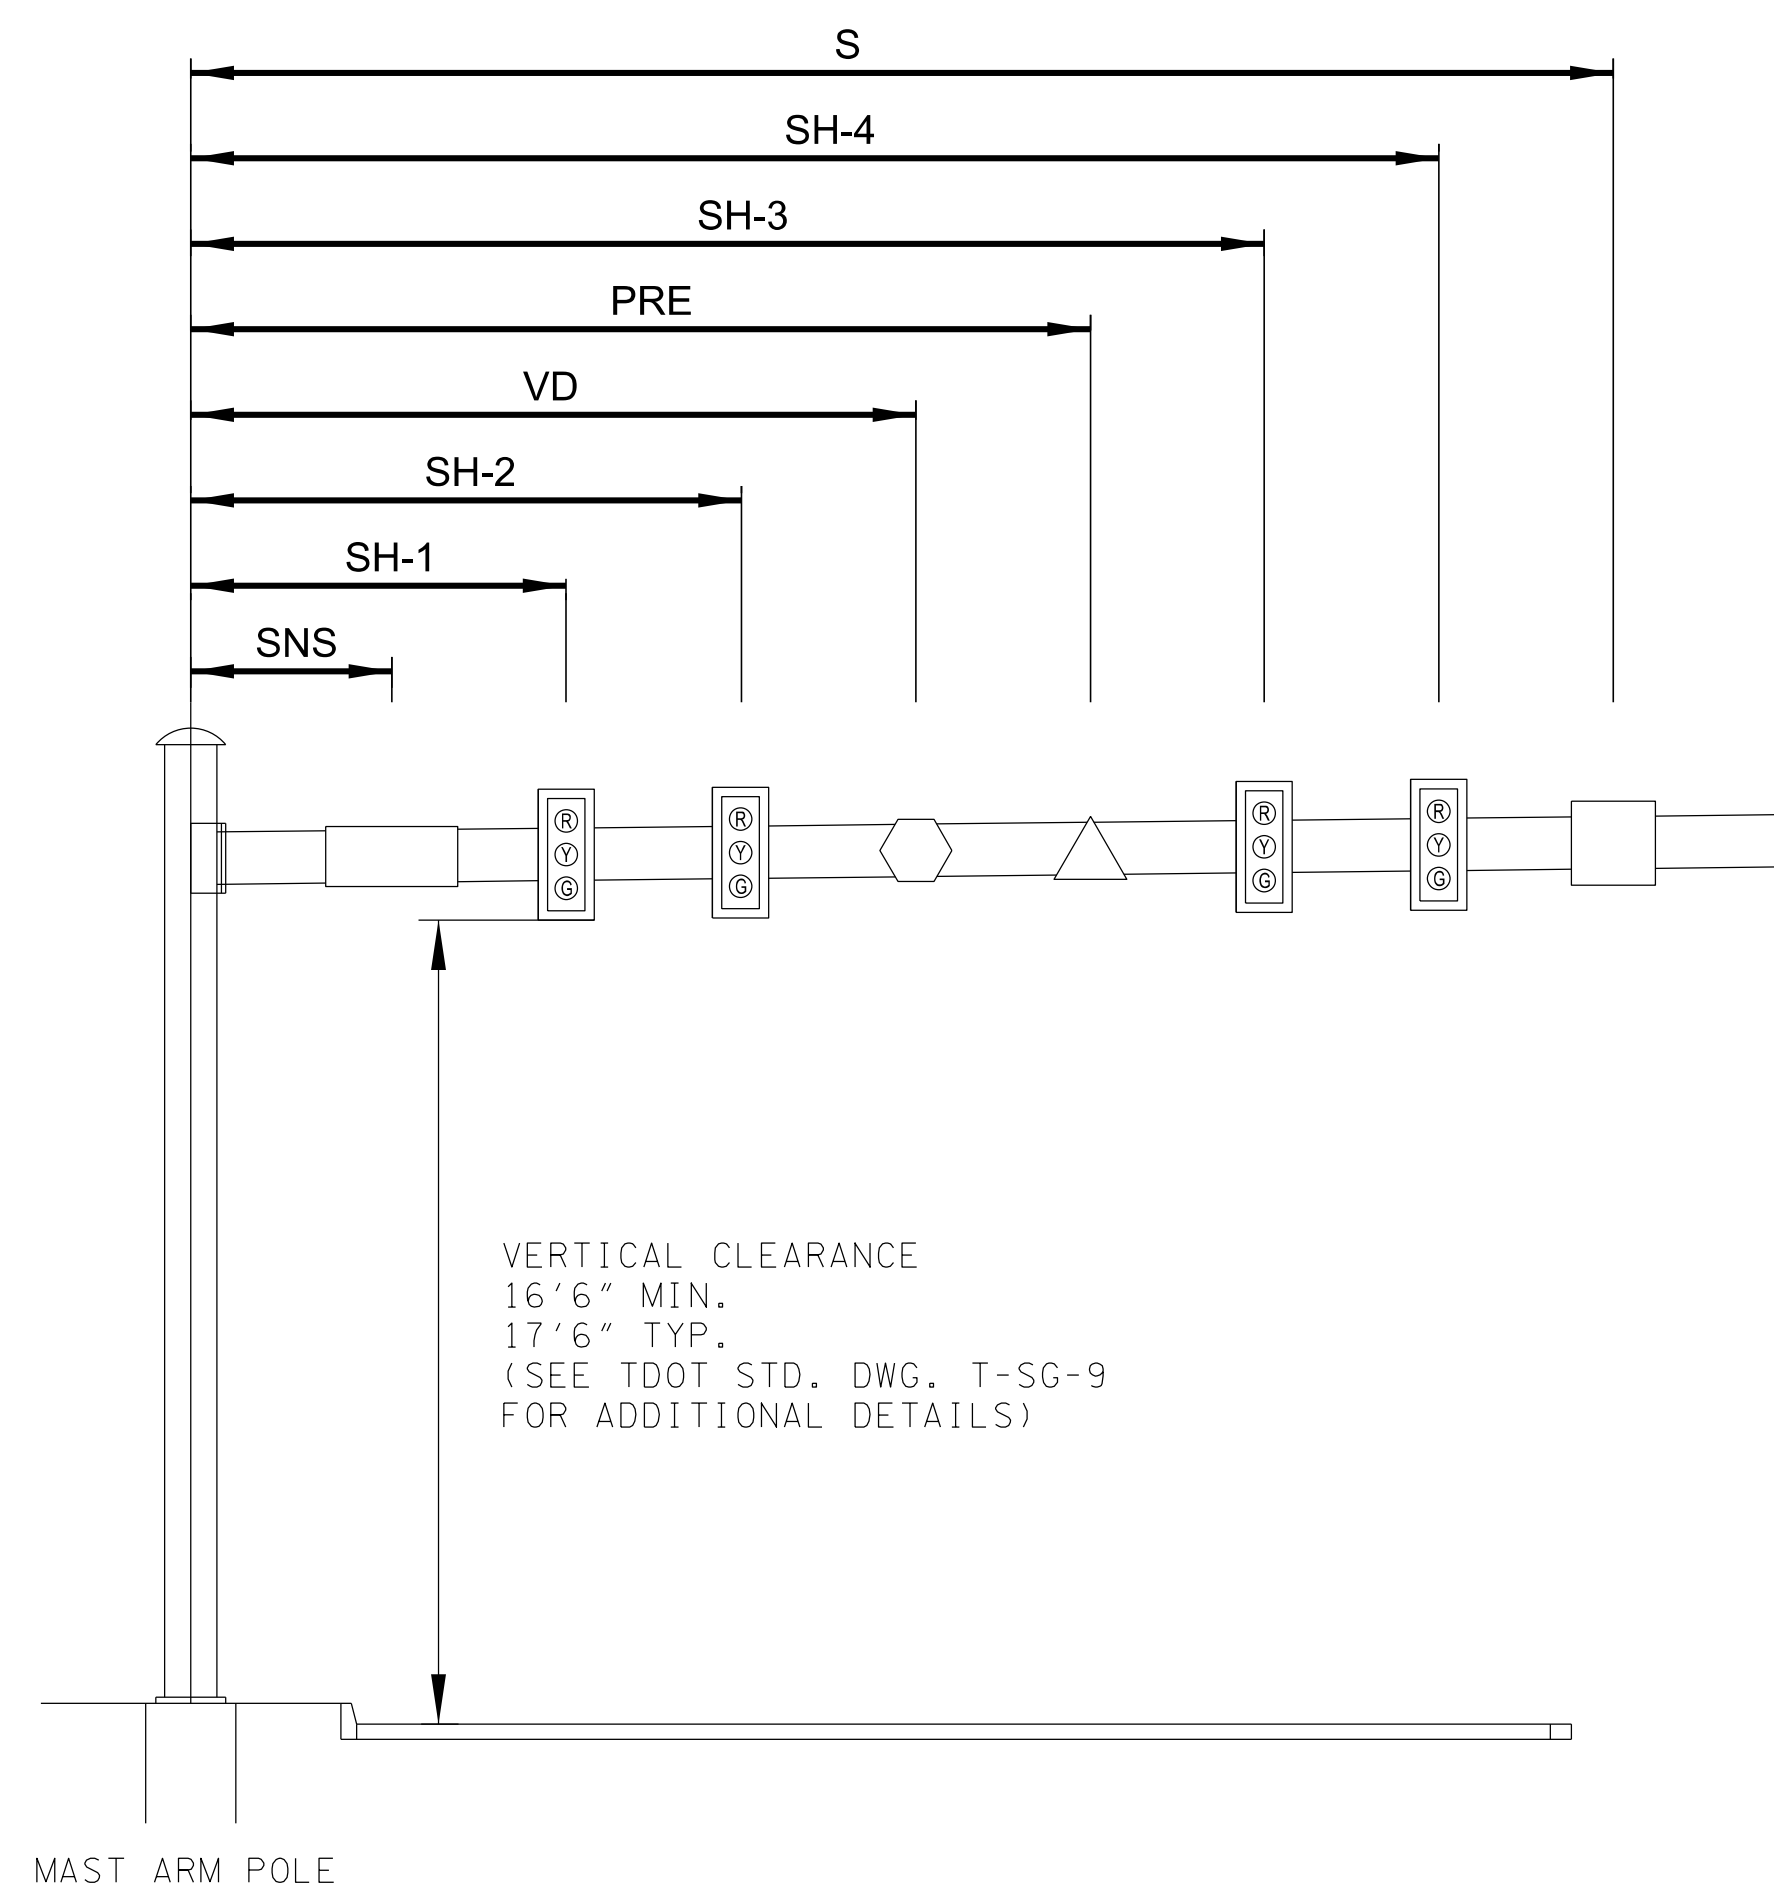 S
SH-4
SH-3
PRE
VD
SH-2
SH-1
SNS
R R R R
Y Y Y Y
G G G G
VERTICAL CLEARANCE
16'6" MIN.
17'6" TYP.
(SEE TDOT STD. DWG. T-SG-9
FOR ADDITIONAL DETAILS)
MAST ARM POLE